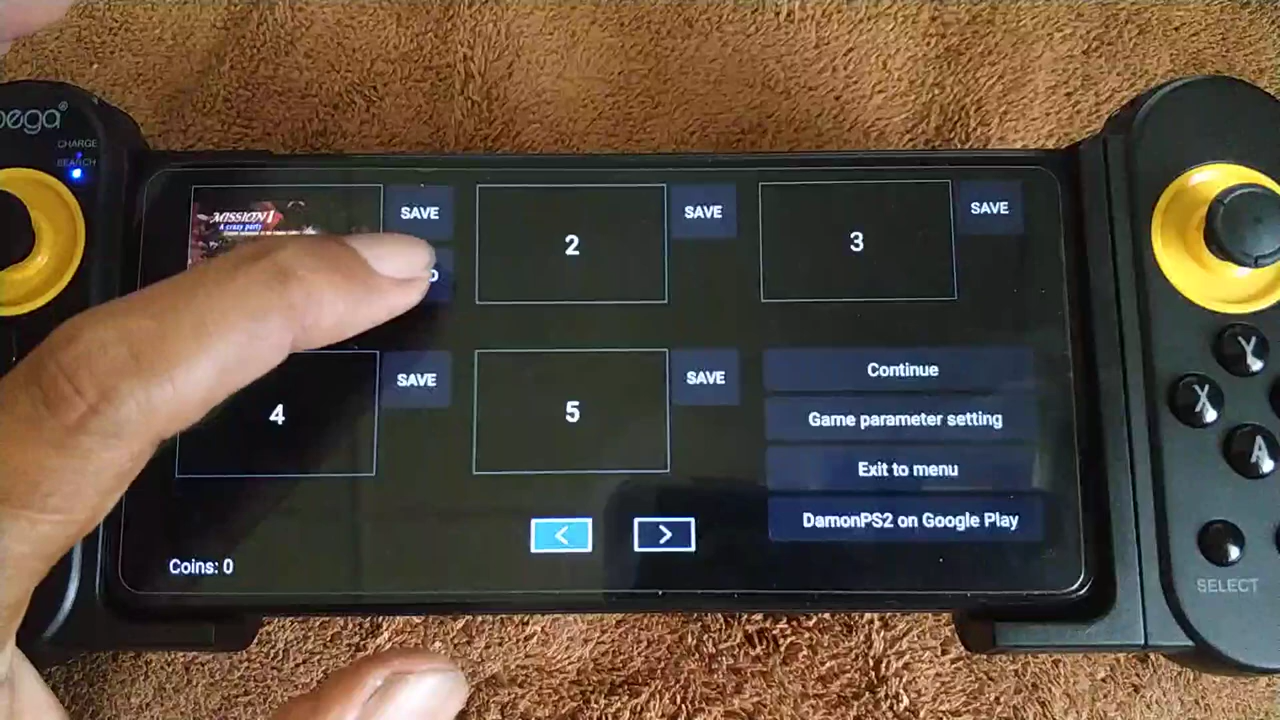 CHARGE
SEARCH
MISSION 1
A crazy party
SAVE
2
SAVE
3
SAVE
4
SAVE
5
SAVE
Continue
Game parameter setting
Exit to menu
DamonPS2 on Google Play
<
>
Coins: 0
Y
X
A
SELECT